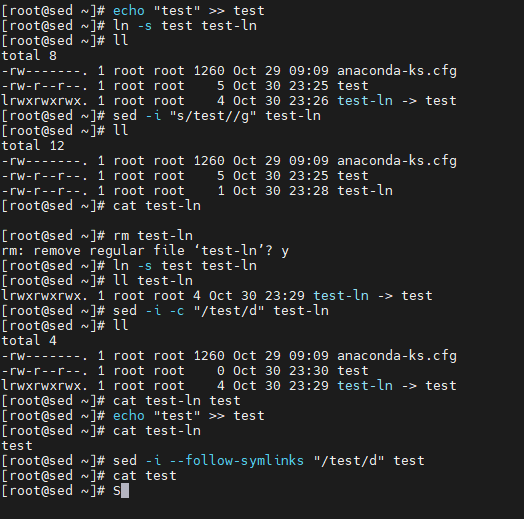 [root@sed ~]# echo "test" >> test
[root@sed ~]# ln -s test test-ln
[root@sed ~]# ll
total 8
-rw-------. 1 root root 1260 Oct 29 09:09 anaconda-ks.cfg
-rw-r--r--. 1 root root    5 Oct 30 23:25 test
lrwxrwxrwx. 1 root root    4 Oct 30 23:26 test-ln -> test
[root@sed ~]# sed -i "s/test//g" test-ln
[root@sed ~]# ll
total 12
-rw-------. 1 root root 1260 Oct 29 09:09 anaconda-ks.cfg
-rw-r--r--. 1 root root    5 Oct 30 23:25 test
-rw-r--r--. 1 root root    1 Oct 30 23:28 test-ln
[root@sed ~]# cat test-ln

[root@sed ~]# rm test-ln
rm: remove regular file ‘test-ln’? y
[root@sed ~]# ln -s test test-ln
[root@sed ~]# ll test-ln
lrwxrwxrwx. 1 root root 4 Oct 30 23:29 test-ln -> test
[root@sed ~]# sed -i -c "/test/d" test-ln
[root@sed ~]# ll
total 4
-rw-------. 1 root root 1260 Oct 29 09:09 anaconda-ks.cfg
-rw-r--r--. 1 root root    0 Oct 30 23:30 test
lrwxrwxrwx. 1 root root    4 Oct 30 23:29 test-ln -> test
[root@sed ~]# cat test-ln test
[root@sed ~]# echo "test" >> test
[root@sed ~]# cat test-ln
test
[root@sed ~]# sed -i --follow-symlinks "/test/d" test
[root@sed ~]# cat test
[root@sed ~]# S